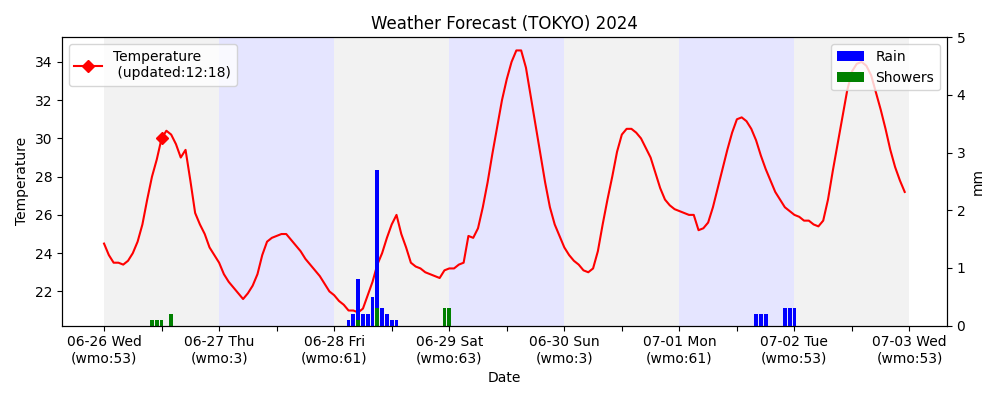 Weather Forecast (TOKYO) 2024
Temperature
(updated:12:18)
Rain
Showers
Temperature
34
32
30
28
26
24
22
5
4
3
2
1
0
mm
06-26 Wed
(wmo:53)
06-27 Thu
(wmo:3)
06-28 Fri
(wmo:61)
06-29 Sat
(wmo:63)
06-30 Sun
(wmo:3)
07-01 Mon
(wmo:61)
07-02 Tue
(wmo:53)
07-03 Wed
(wmo:53)
Date